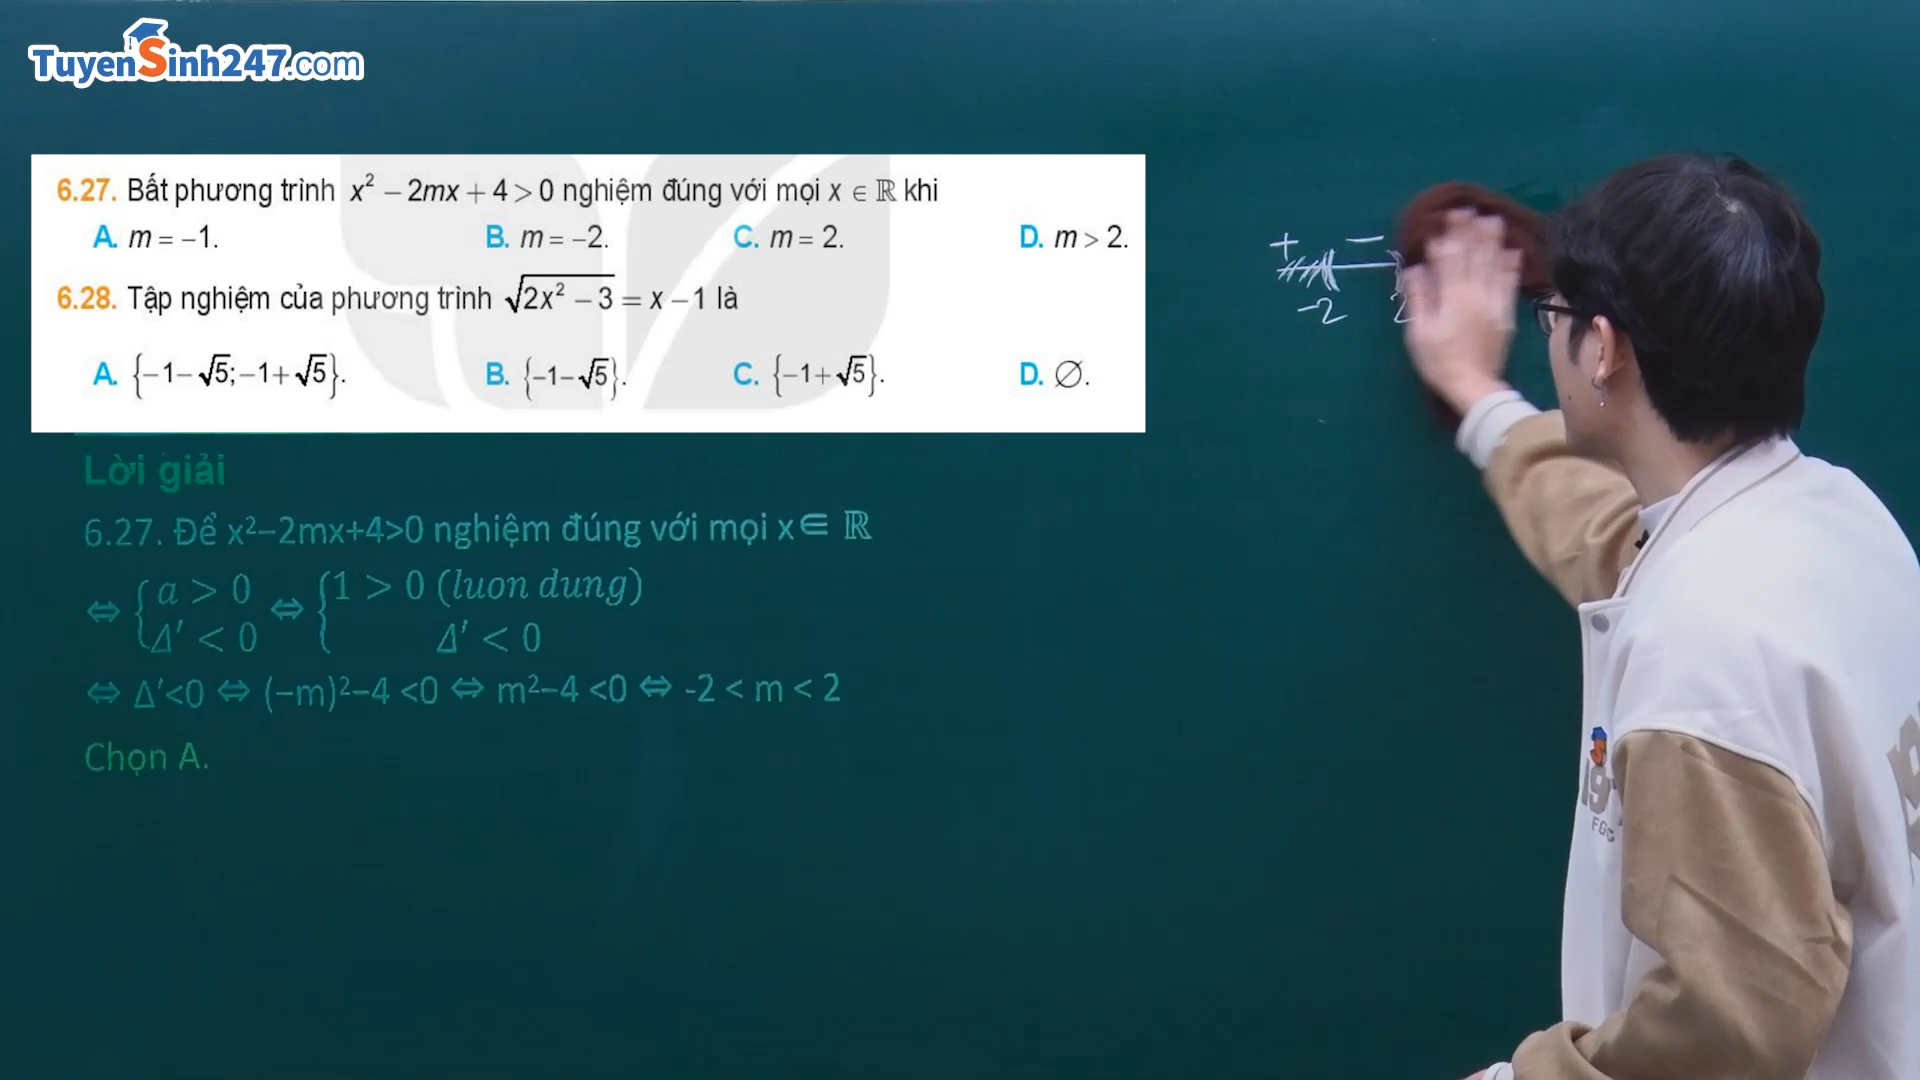 TuyenSinh247.com
6.27. Bất phương trình x² – 2mx + 4 > 0 nghiệm đúng với mọi x ∈ ℝ khi
A. m = –1. B. m = –2. C. m = 2. D. m > 2.
6.28. Tập nghiệm của phương trình √(2x² – 3) = x – 1 là
A. {–1–√5; –1+√5}. B. {–1–√5}. C. {–1+√5}. D. ∅.
Lời giải
6.27. Để x²–2mx+4>0 nghiệm đúng với mọi x∈ ℝ
⇔ { a > 0 ⇔ { 1 > 0 (luon dung)
Δ′ < 0 Δ′ < 0
⇔ Δ′<0 ⇔ (–m)²–4 <0 ⇔ m²–4 <0 ⇔ -2 < m < 2
Chọn A.
+ –
-2 2
19
FGC